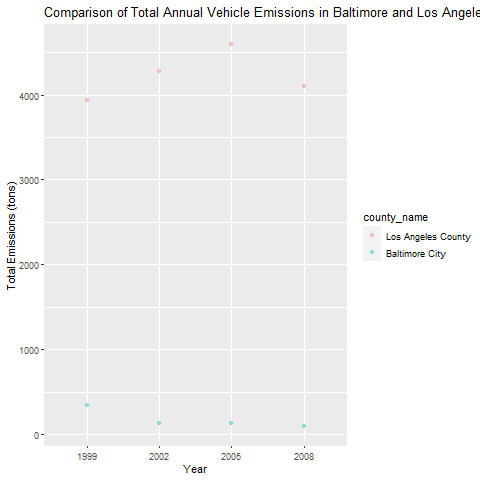 Comparison of Total Annual Vehicle Emissions in Baltimore and Los Angele
4000
3000
2000
1000
0
Total Emissions (tons)
1999 2002 2005 2008
Year
county_name
Los Angeles County
Baltimore City